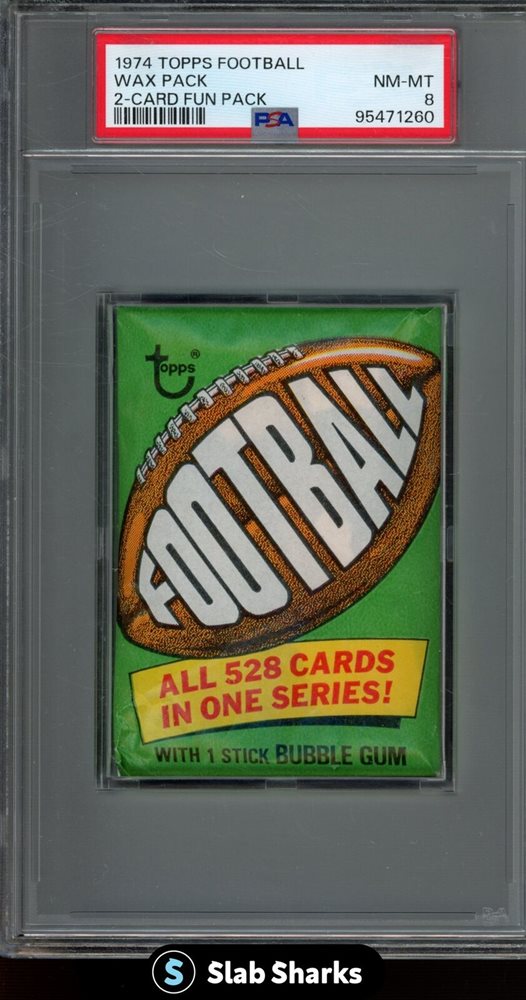 1974 TOPPS FOOTBALL
WAX PACK
NM-MT
2-CARD FUN PACK
8
PSA
95471260
Topps®
FOOTBALL
ALL 528 CARDS
IN ONE SERIES!
WITH 1 STICK BUBBLE GUM
S Slab Sharks